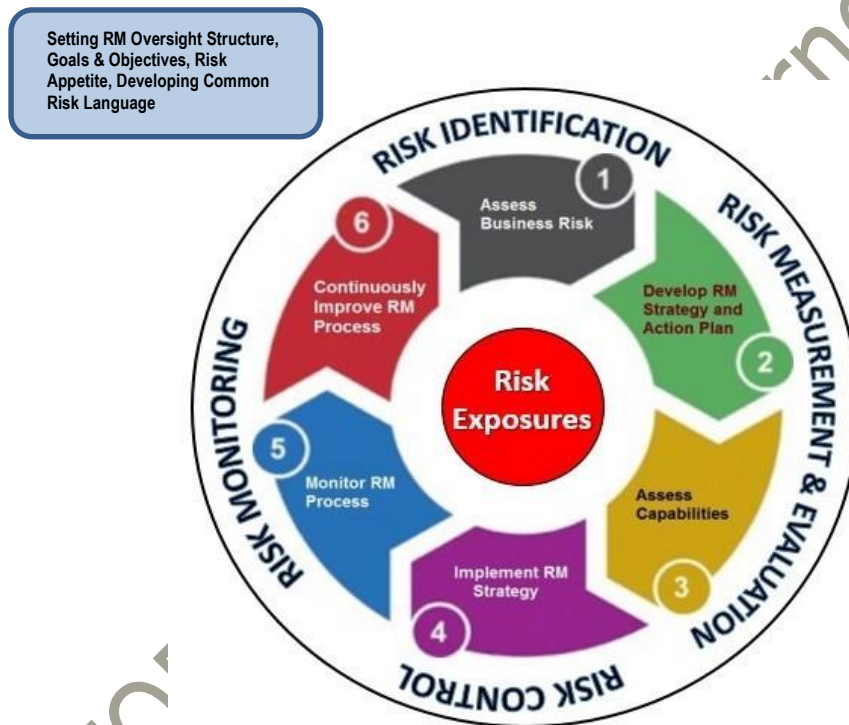 Setting RM Oversight Structure,
Goals & Objectives, Risk
Appetite, Developing Common
Risk Language
RISK IDENTIFICATION
1
Assess
Business Risk
RISK MEASUREMENT & EVALUATION
Develop RM
Strategy and
Action Plan
2
Assess
Capabilities
3
RISK CONTROL
Implement RM
Strategy
4
RISK MONITORING
5
Monitor RM
Process
6
Continuously
Improve RM
Process
Risk
Exposures